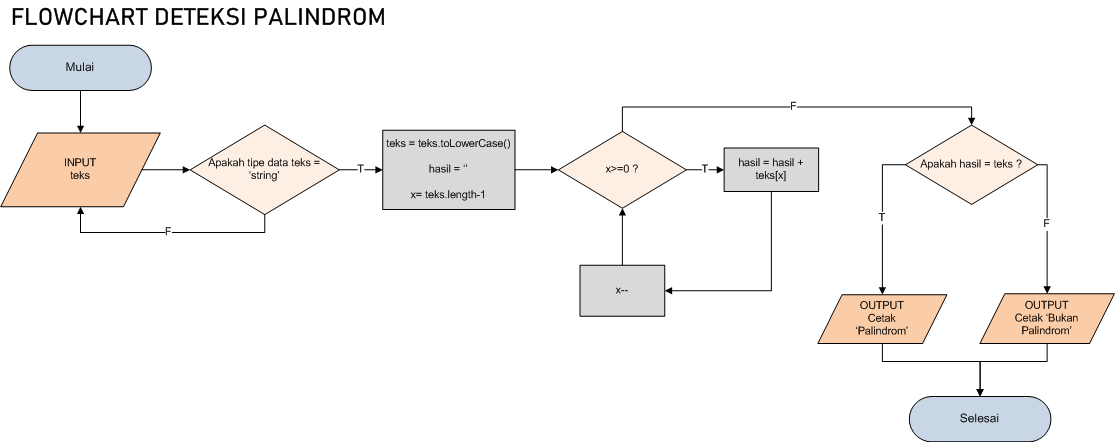 FLOWCHART DETEKSI PALINDROM
Mulai
INPUT
teks
Apakah tipe data teks =
'string'
T
F
teks = teks.toLowerCase()
hasil = ''
x= teks.length-1
x>=0 ?
T
hasil = hasil +
teks[x]
x--
F
Apakah hasil = teks ?
T
F
OUTPUT
Cetak
'Palindrom'
OUTPUT
Cetak 'Bukan
Palindrom'
Selesai